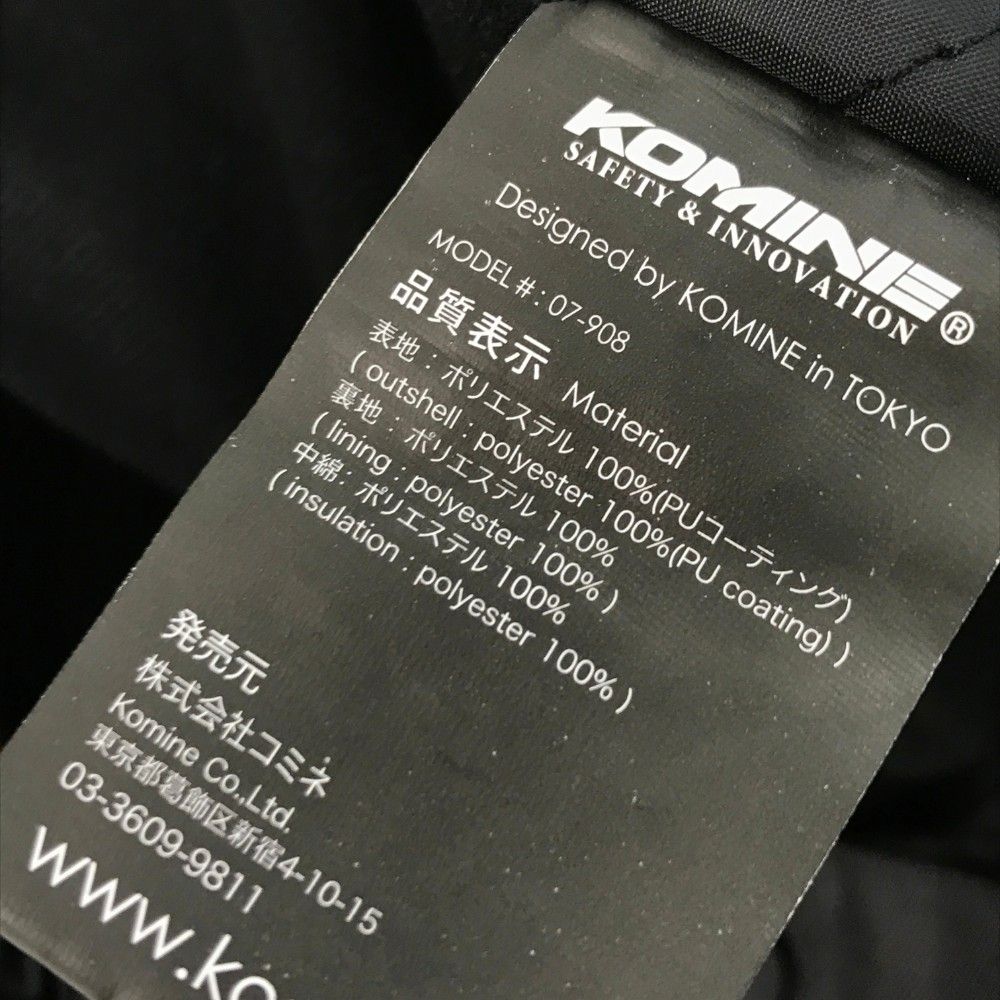 KOMINE®
SAFETY & INNOVATION
Designed by KOMINE in TOKYO
MODEL #: 07-908
品質表示 Material
表地 : ポリエステル 100%(PUコーティング)
( outshell : polyester 100%(PU coating) )
裏地 : ポリエステル 100%
( lining : polyester 100% )
中綿: ポリエステル 100%
( insulation : polyester 100% )
発売元
株式会社コミネ
Komine Co.,Ltd.
東京都葛飾区新宿4-10-15
03-3609-9811
www.ko